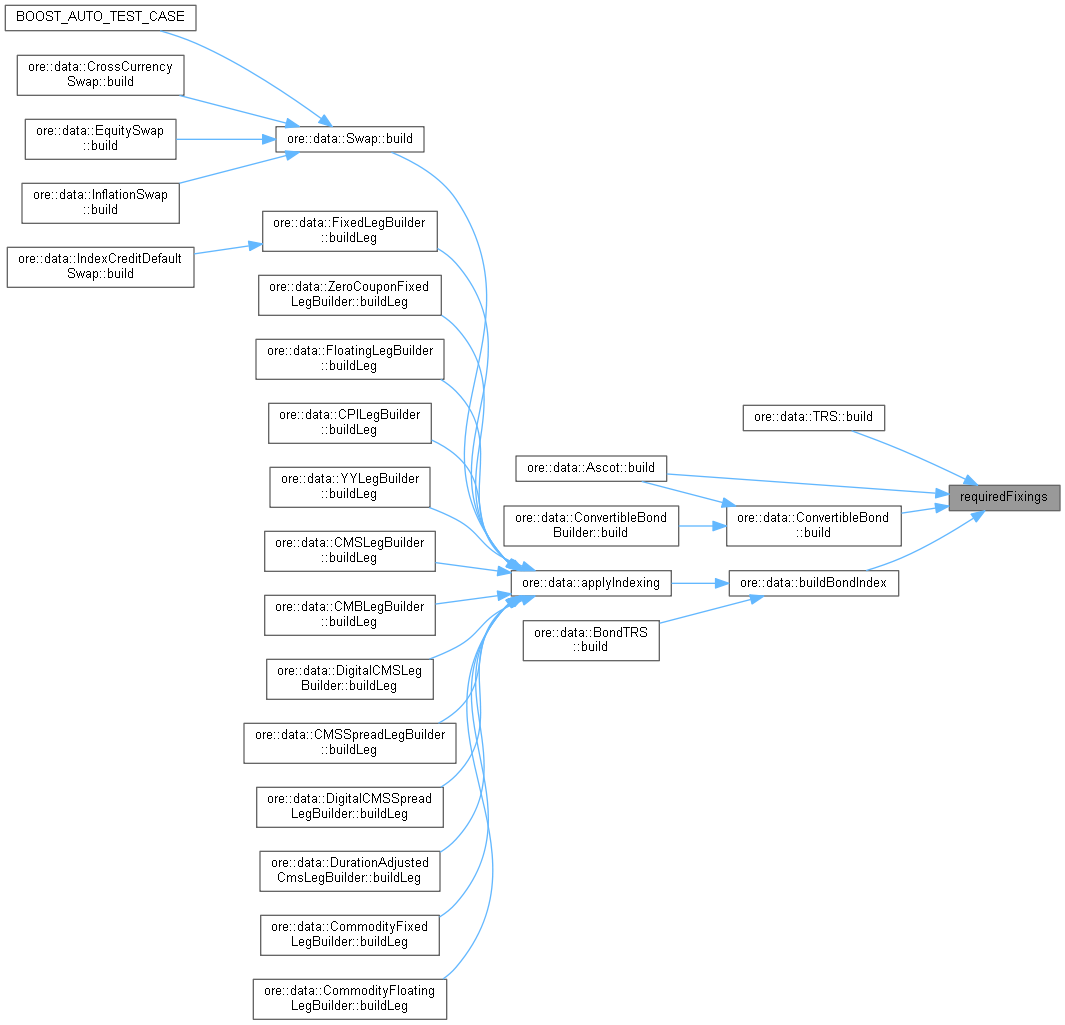 BOOST_AUTO_TEST_CASE
ore::data::CrossCurrency
Swap::build
ore::data::EquitySwap
::build
ore::data::InflationSwap
::build
ore::data::IndexCreditDefault
Swap::build
ore::data::Swap::build
ore::data::FixedLegBuilder
::buildLeg
ore::data::ZeroCouponFixed
LegBuilder::buildLeg
ore::data::FloatingLegBuilder
::buildLeg
ore::data::CPILegBuilder
::buildLeg
ore::data::YYLegBuilder
::buildLeg
ore::data::CMSLegBuilder
::buildLeg
ore::data::CMBLegBuilder
::buildLeg
ore::data::DigitalCMSLeg
Builder::buildLeg
ore::data::CMSSpreadLegBuilder
::buildLeg
ore::data::DigitalCMSSpread
LegBuilder::buildLeg
ore::data::DurationAdjusted
CmsLegBuilder::buildLeg
ore::data::CommodityFixed
LegBuilder::buildLeg
ore::data::CommodityFloating
LegBuilder::buildLeg
ore::data::Ascot::build
ore::data::ConvertibleBond
Builder::build
ore::data::applyIndexing
ore::data::BondTRS
::build
ore::data::TRS::build
ore::data::ConvertibleBond
::build
ore::data::buildBondIndex
requiredFixings